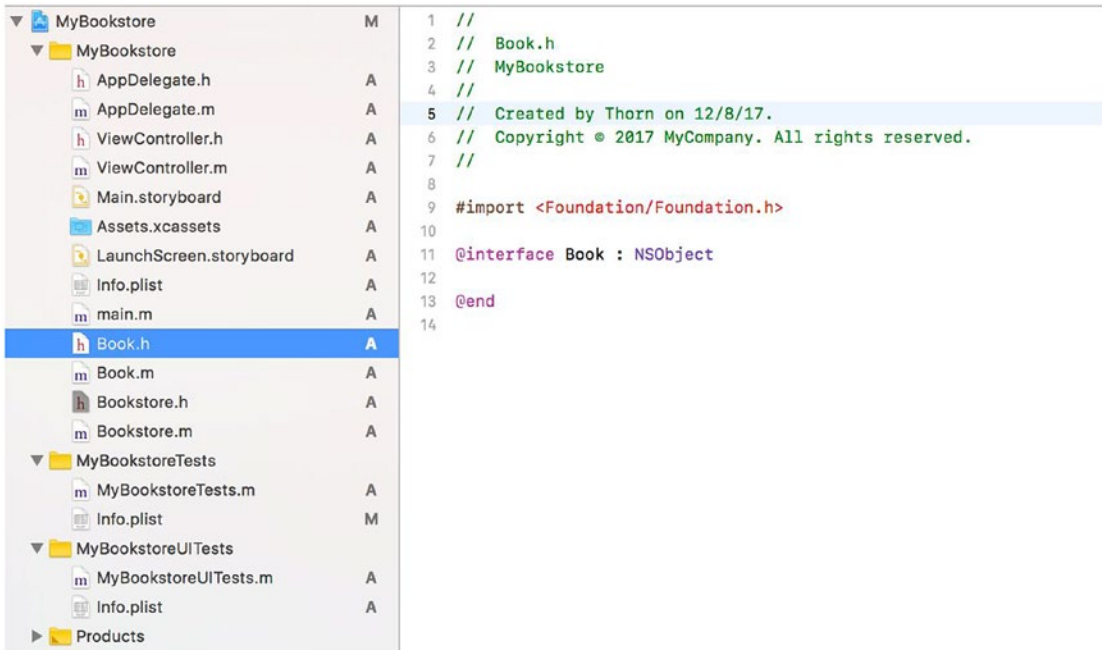 MyBookstore M
MyBookstore
h AppDelegate.h A
m AppDelegate.m A
h ViewController.h A
m ViewController.m A
Main.storyboard A
Assets.xcassets A
LaunchScreen.storyboard A
Info.plist A
m main.m A
h Book.h A
m Book.m A
h Bookstore.h A
m Bookstore.m A
MyBookstoreTests
m MyBookstoreTests.m A
Info.plist M
MyBookstoreUITests
m MyBookstoreUITests.m A
Info.plist A
Products
1 //
2 //  Book.h
3 //  MyBookstore
4 //
5 //  Created by Thorn on 12/8/17.
6 //  Copyright © 2017 MyCompany. All rights reserved.
7 //
8
9 #import <Foundation/Foundation.h>
10
11 @interface Book : NSObject
12
13 @end
14